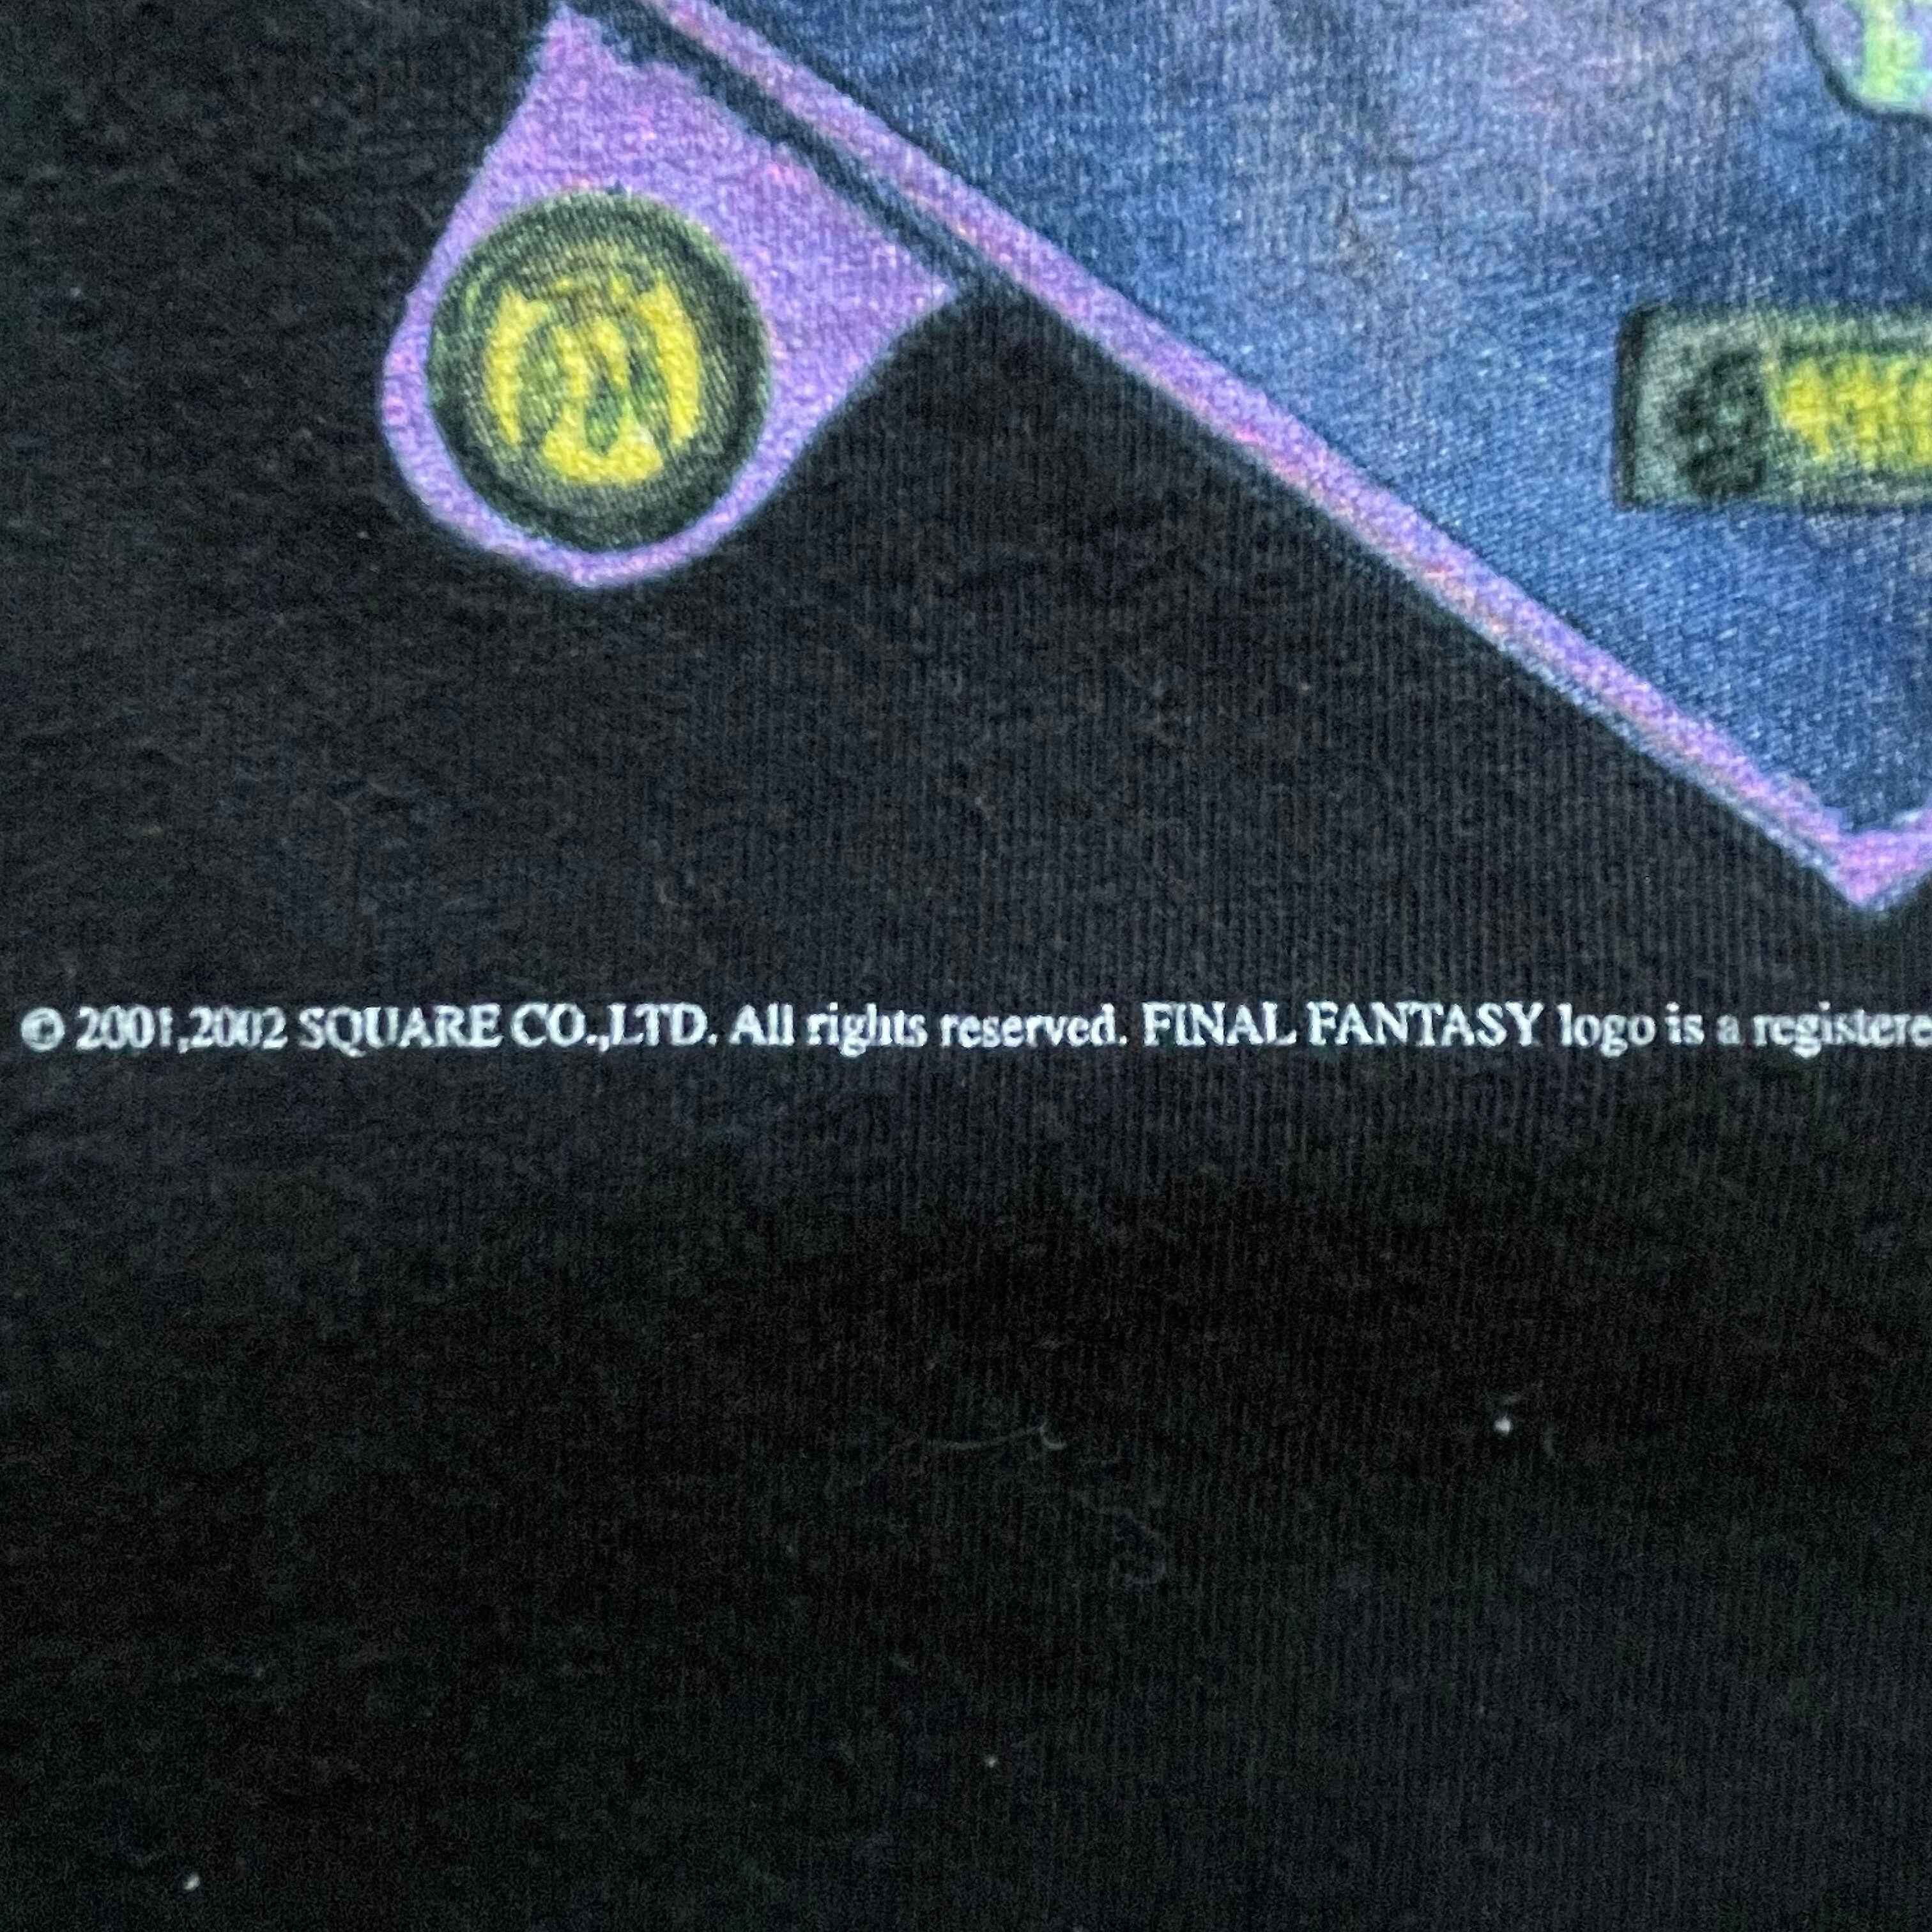 © 2001,2002 SQUARE CO.,LTD. All rights reserved. FINAL FANTASY logo is a registere